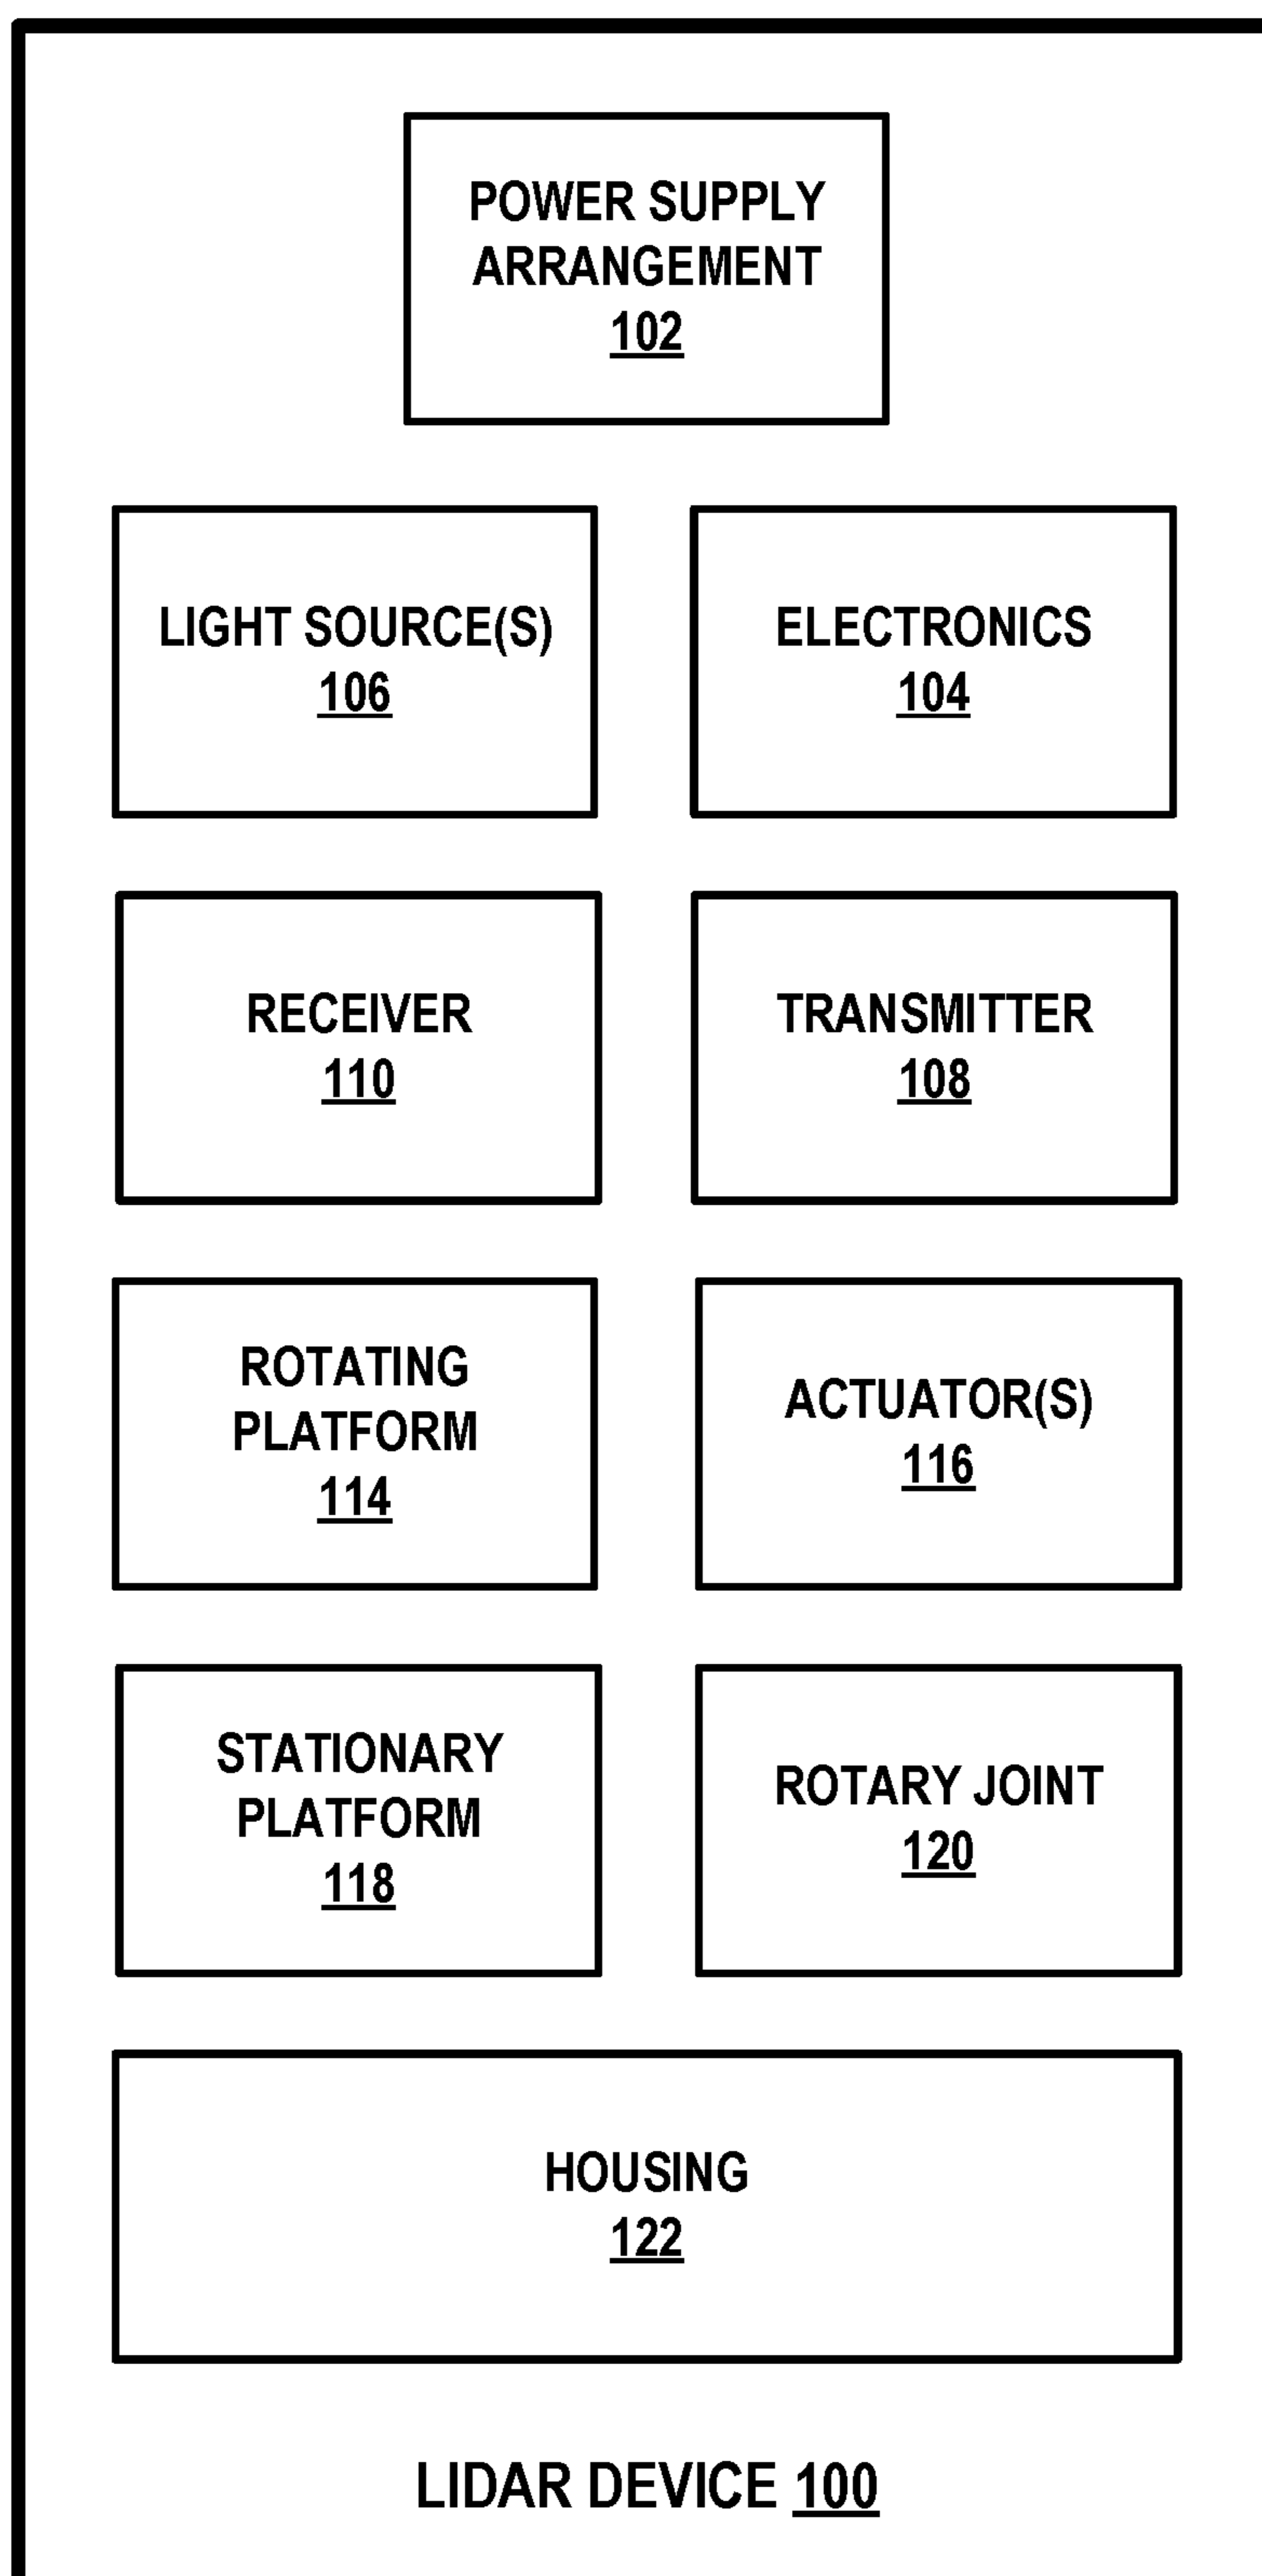 POWER SUPPLY
ARRANGEMENT
102
LIGHT SOURCE(S)
106
ELECTRONICS
104
RECEIVER
110
TRANSMITTER
108
ROTATING
PLATFORM
114
ACTUATOR(S)
116
STATIONARY
PLATFORM
118
ROTARY JOINT
120
HOUSING
122
LIDAR DEVICE 100